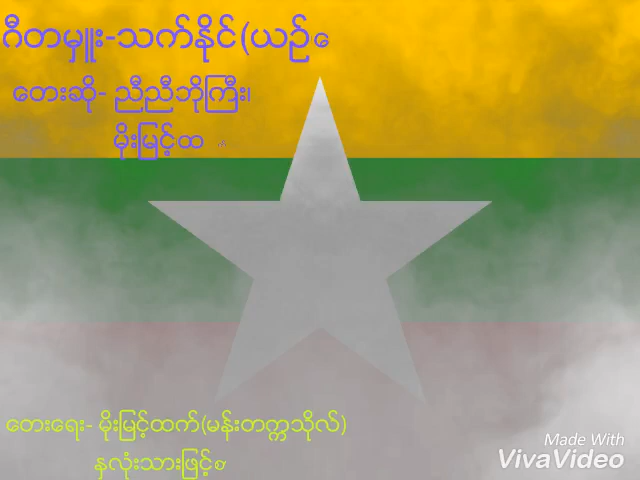 ဂီတမှူး-သက်နိုင်(ယဉ်
တေးဆို- ညီညီဘိုကြီး၊
မိုးမြင့်ထ
တေးရေး- မိုးမြင့်ထက်(မန်းတက္ကသိုလ်)
နှလုံးသားဖြင့်
Made With
VivaVideo